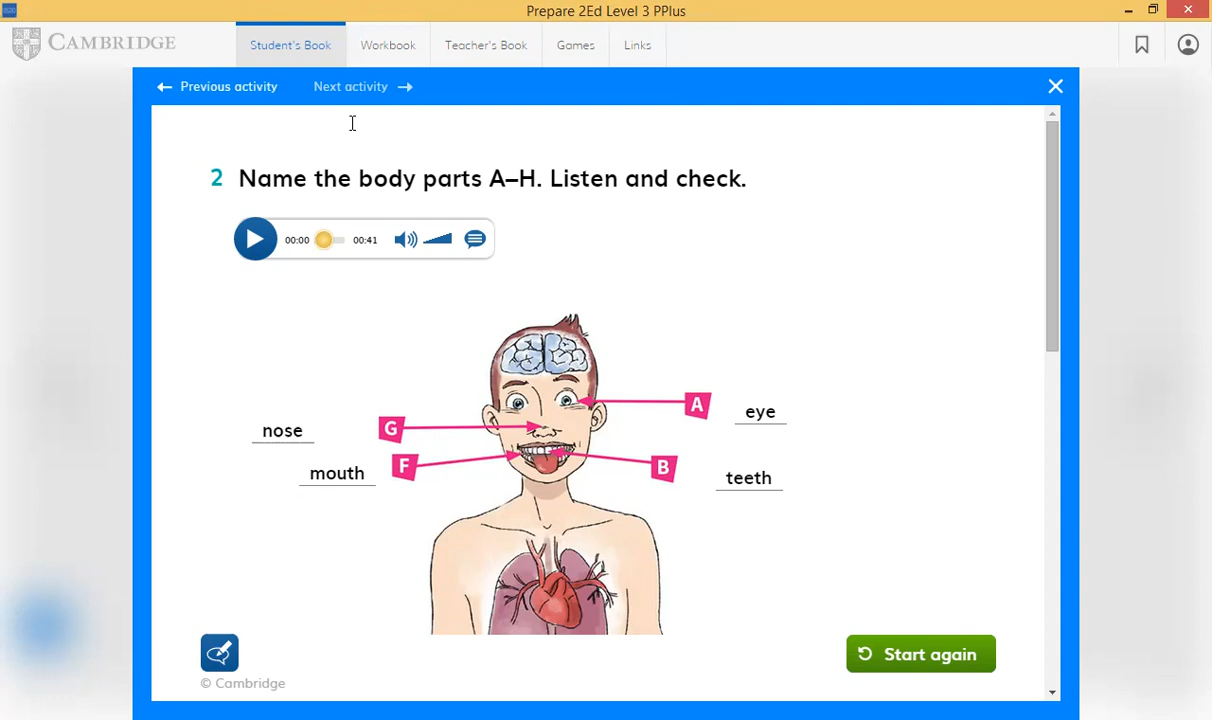 Prepare 2Ed Level 3 PPlus
CAMBRIDGE
Student's Book
Workbook
Teacher's Book
Games
Links
Previous activity
Next activity
2 Name the body parts A–H. Listen and check.
00:00
00:41
A
eye
nose
G
mouth
F
B
teeth
Start again
© Cambridge